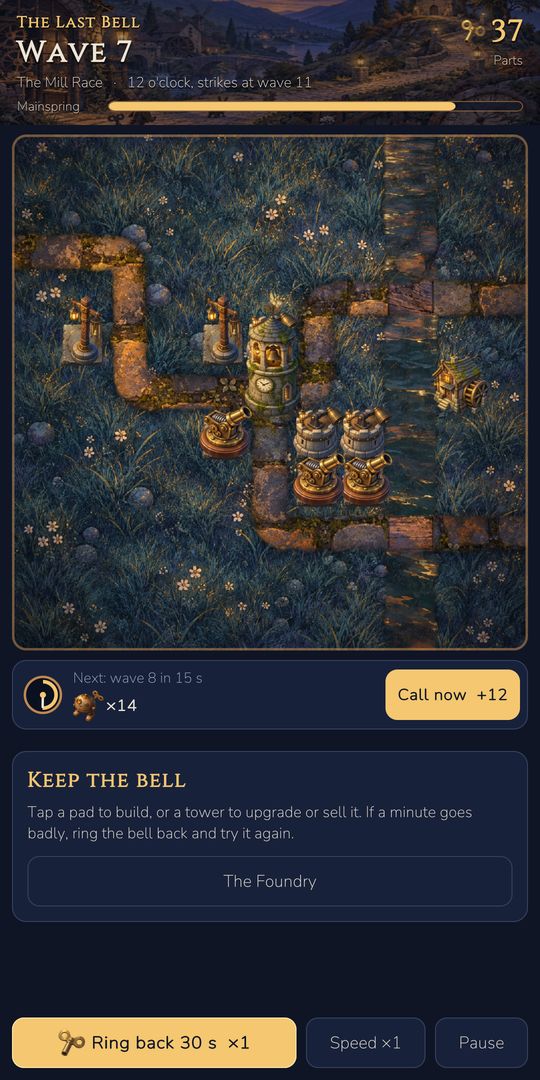 The Last Bell
Wave 7
37
Parts
The Mill Race · 12 o'clock, strikes at wave 11
Mainspring
Next: wave 8 in 15 s
×14
Call now +12
Keep the bell
Tap a pad to build, or a tower to upgrade or sell it. If a minute goes
badly, ring the bell back and try it again.
The Foundry
Ring back 30 s ×1
Speed ×1
Pause